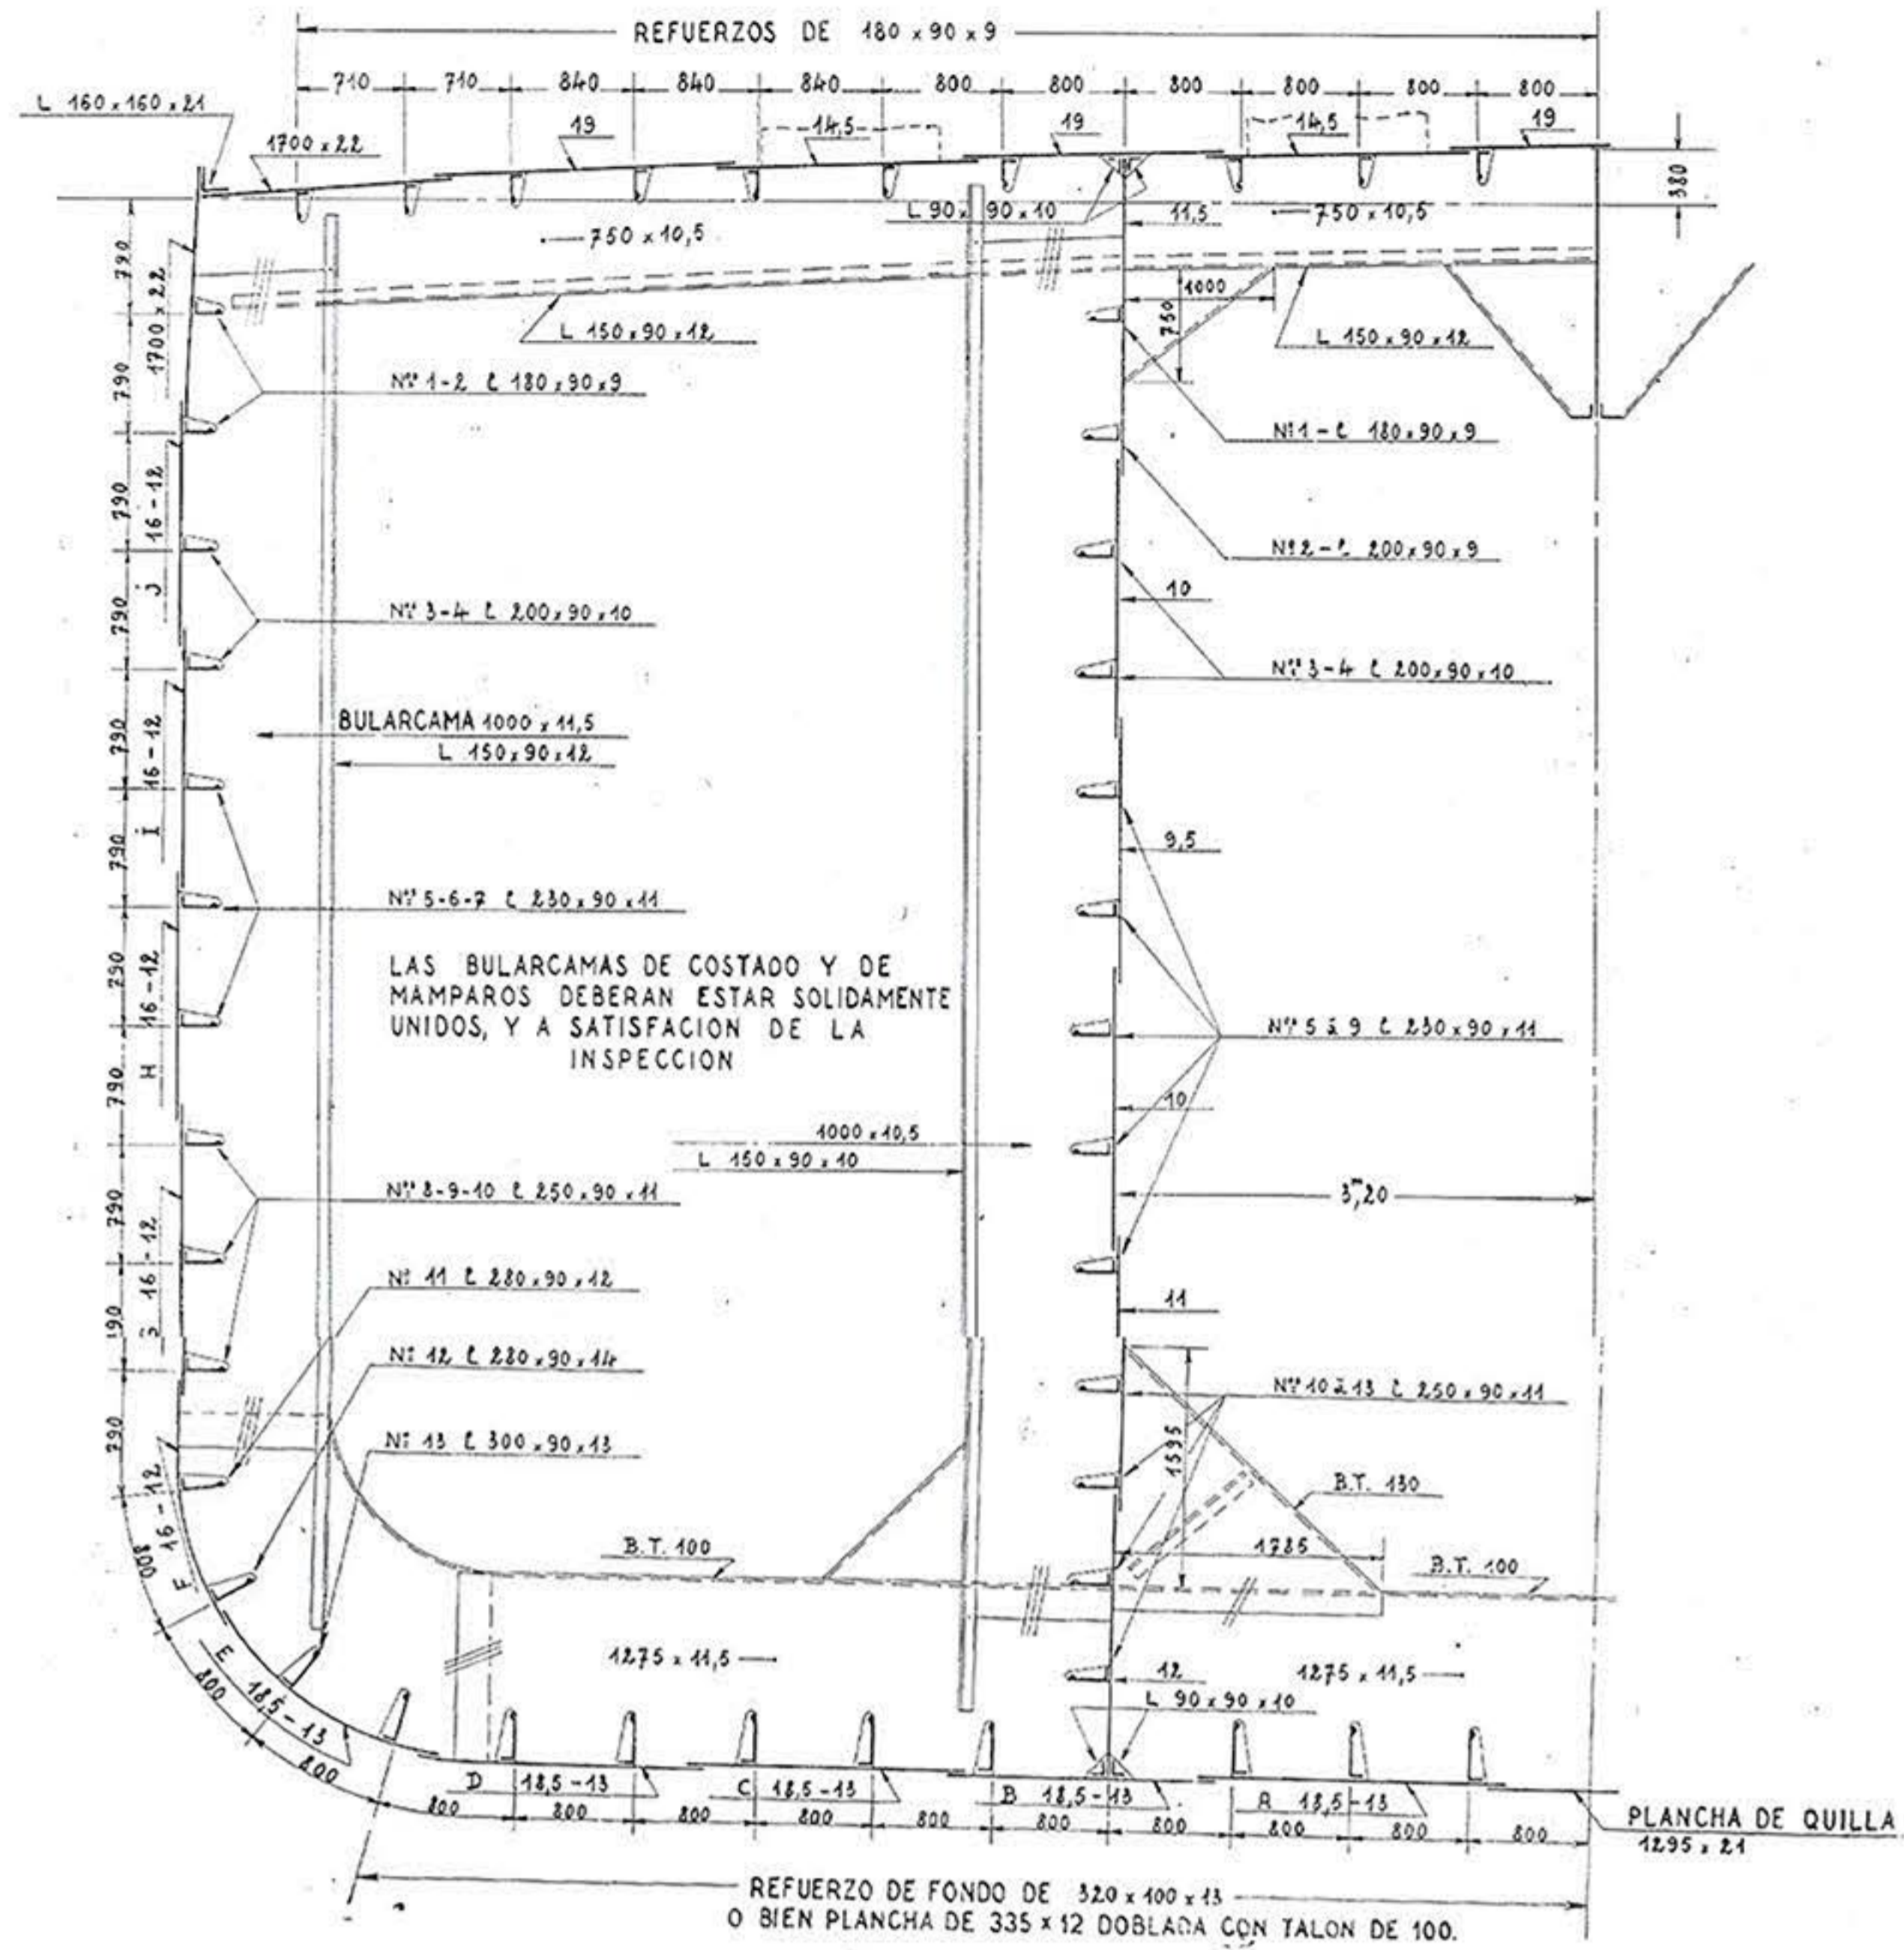 REFUERZOS DE 180 x 90 x 9
710 710 840 840 840 800 800 800 800 800 800
L 160 x 160 x 21
1700 x 22
19
14,5
19
14,5
19
380
L 90 x 90 x 10
11,5
750 x 10,5
750 x 10,5
790
1700 x 22
1000
750
L 150 x 90 x 12
L 150 x 90 x 12
790
Nos 1-2 C 180 x 90 x 9
Nº 1 - C 180 x 90 x 9
790
16-12
J
Nº 2 - C 200 x 90 x 9
10
790
Nos 3-4 C 200 x 90 x 10
Nos 3-4 C 200 x 90 x 10
790
16-12
I
BULARCAMA 1000 x 11,5
L 150 x 90 x 12
790
9,5
Nos 5-6-7 C 230 x 90 x 11
790
16-12
H
LAS BULARCAMAS DE COSTADO Y DE
MAMPAROS DEBERAN ESTAR SOLIDAMENTE
UNIDOS, Y A SATISFACION DE LA
INSPECCION
Nos 5 a 9 C 230 x 90 x 11
790
10
1000 x 10,5
L 150 x 90 x 10
790
16-12
Nos 8-9-10 C 250 x 90 x 11
3,m20
Nº 11 C 280 x 90 x 12
11
Nº 12 C 280 x 90 x 14
Nos 10 a 13 C 250 x 90 x 11
790
16-12
F
Nº 13 C 300 x 90 x 13
1595
B.T. 130
800
B.T. 100
1785
B.T. 100
E 18,5-13
800
1275 x 11,5
12
1275 x 11,5
L 90 x 90 x 10
800
D 18,5-13
C 18,5-13
B 18,5-13
A 18,5-13
800 800 800 800 800 800 800 800 800 800
PLANCHA DE QUILLA
1295 x 21
REFUERZO DE FONDO DE 320 x 100 x 13
O BIEN PLANCHA DE 335 x 12 DOBLADA CON TALON DE 100.